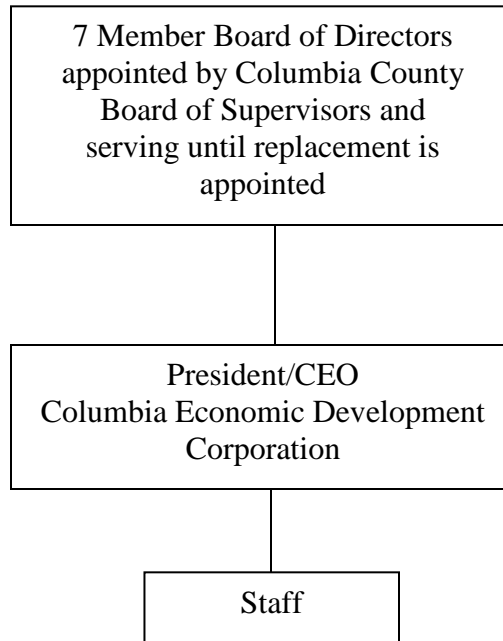 7 Member Board of Directors
appointed by Columbia County
Board of Supervisors and
serving until replacement is
appointed
President/CEO
Columbia Economic Development
Corporation
Staff